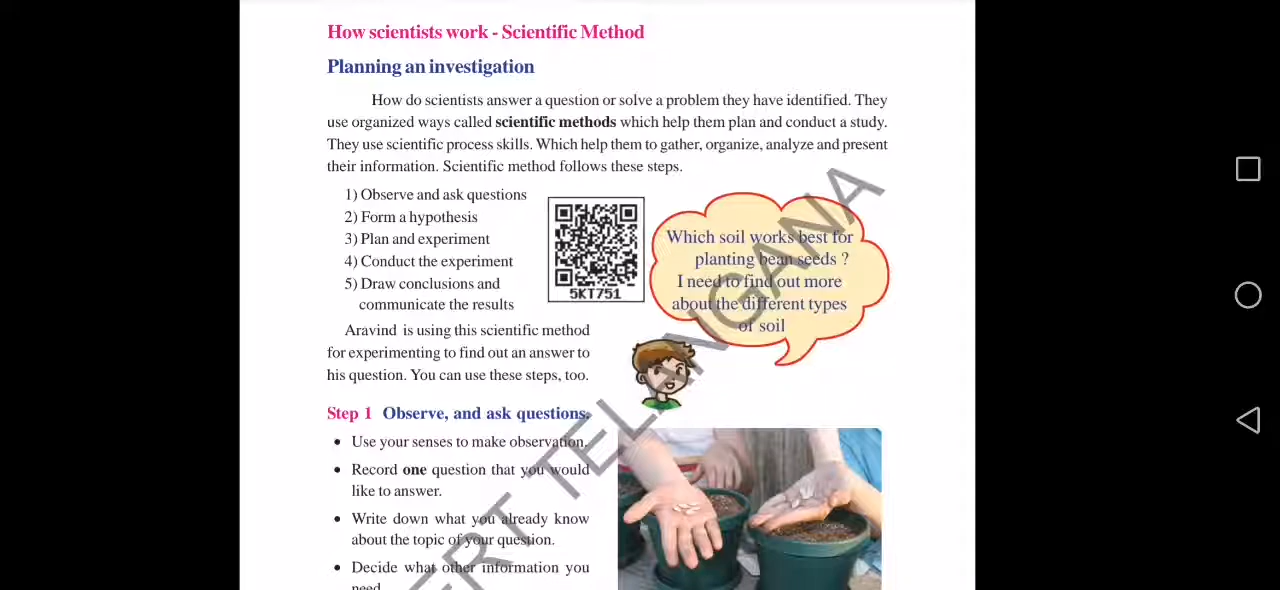 How scientists work - Scientific Method
Planning an investigation
How do scientists answer a question or solve a problem they have identified. They
use organized ways called scientific methods which help them plan and conduct a study.
They use scientific process skills. Which help them to gather, organize, analyze and present
their information. Scientific method follows these steps.
1) Observe and ask questions
2) Form a hypothesis
3) Plan and experiment
4) Conduct the experiment
5) Draw conclusions and
communicate the results
5KT751
Which soil works best for
planting bean seeds ?
I need to find out more
about the different types
of soil
Aravind is using this scientific method
for experimenting to find out an answer to
his question. You can use these steps, too.
Step 1 Observe, and ask questions.
• Use your senses to make observation.
• Record one question that you would
like to answer.
• Write down what you already know
about the topic of your question.
• Decide what other information you
need.
ERT TELANGANA